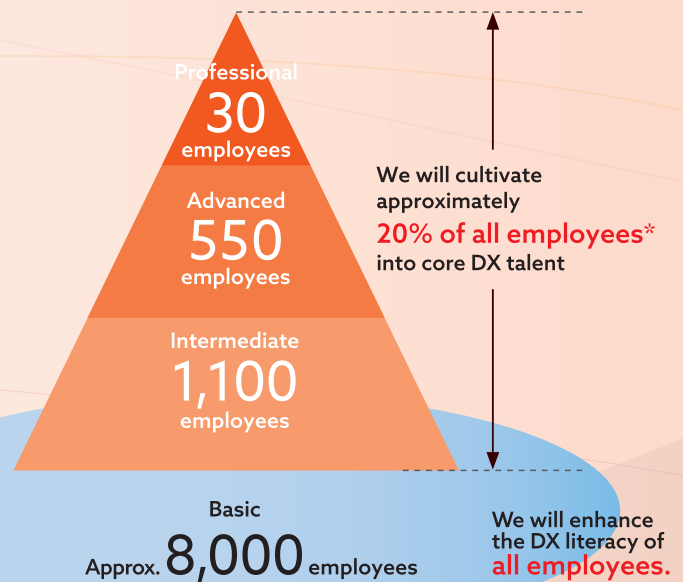 Professional
30
employees
Advanced
550
employees
Intermediate
1,100
employees
We will cultivate
approximately
20% of all employees*
into core DX talent
Basic
Approx. 8,000 employees
We will enhance
the DX literacy of
all employees.